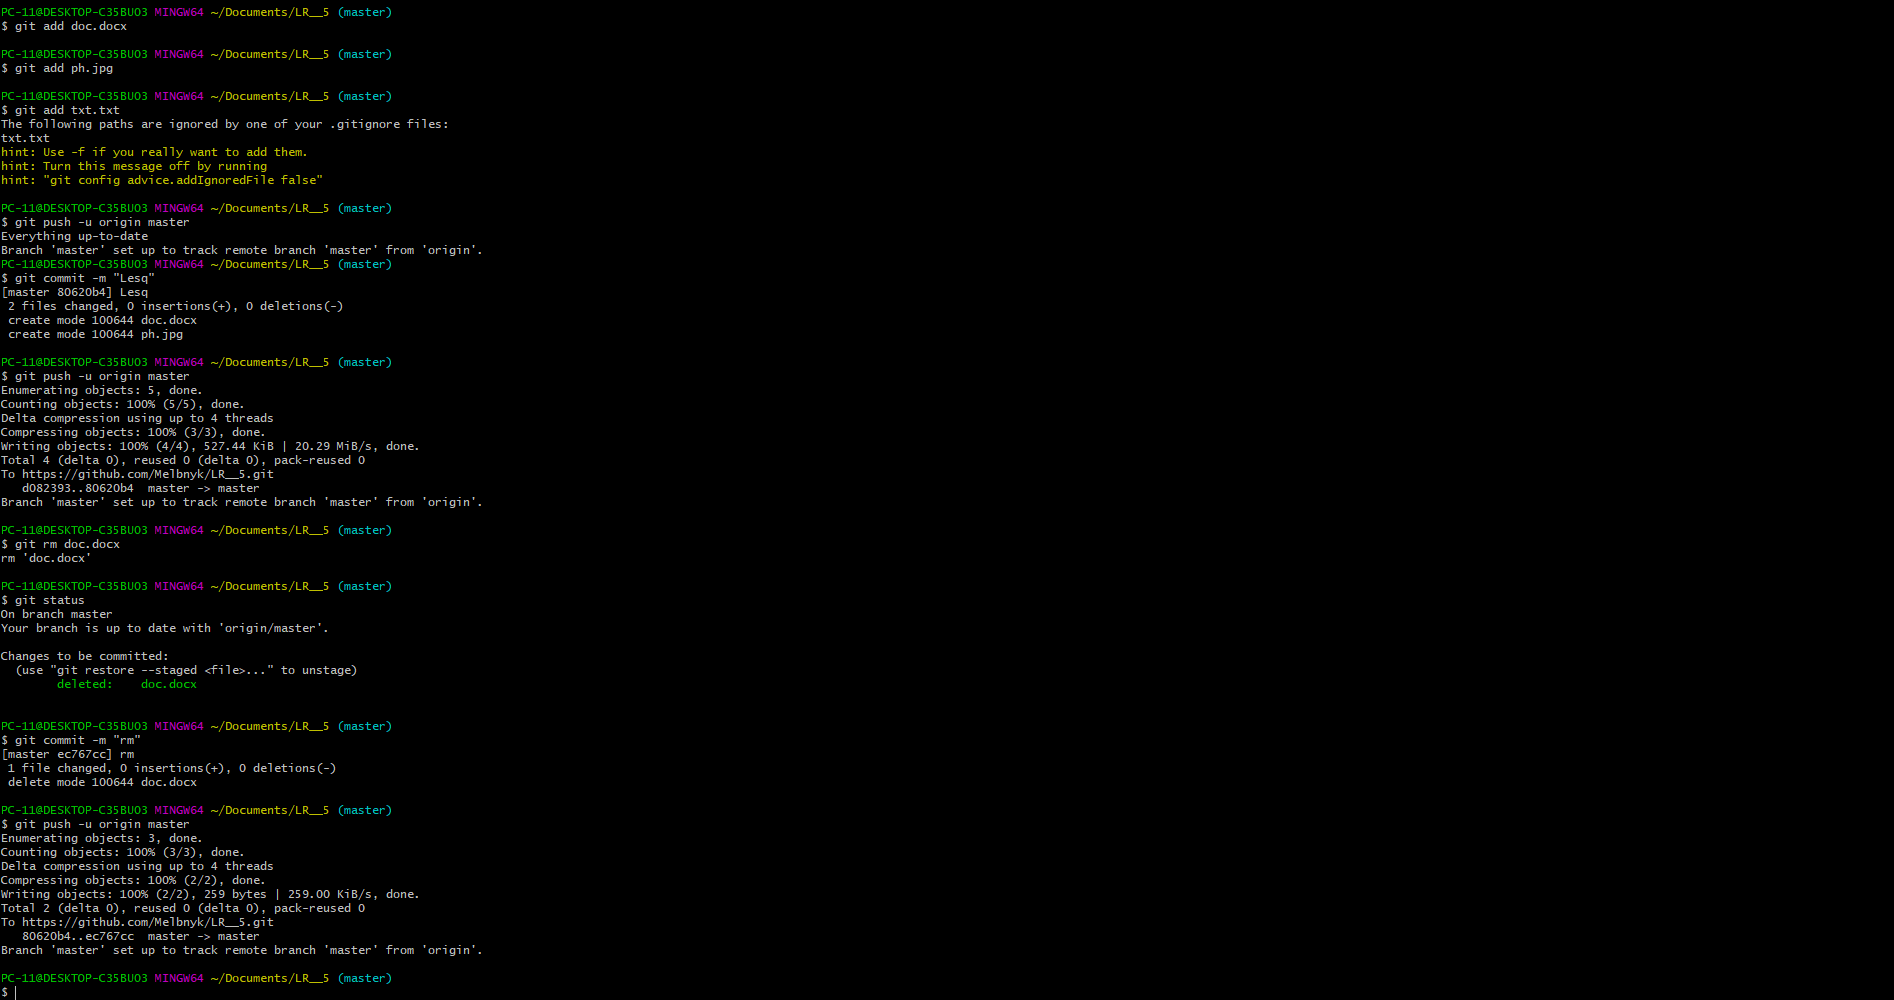 PC-11@DESKTOP-C35BUO3 MINGW64 ~/Documents/LR__5 (master)
$ git add doc.docx
PC-11@DESKTOP-C35BUO3 MINGW64 ~/Documents/LR__5 (master)
$ git add ph.jpg
PC-11@DESKTOP-C35BUO3 MINGW64 ~/Documents/LR__5 (master)
$ git add txt.txt
The following paths are ignored by one of your .gitignore files:
txt.txt
hint: Use -f if you really want to add them.
hint: Turn this message off by running
hint: "git config advice.addIgnoredFile false"
PC-11@DESKTOP-C35BUO3 MINGW64 ~/Documents/LR__5 (master)
$ git push -u origin master
Everything up-to-date
Branch 'master' set up to track remote branch 'master' from 'origin'.
PC-11@DESKTOP-C35BUO3 MINGW64 ~/Documents/LR__5 (master)
$ git commit -m "Lesq"
[master 80620b4] Lesq
 2 files changed, 0 insertions(+), 0 deletions(-)
 create mode 100644 doc.docx
 create mode 100644 ph.jpg
PC-11@DESKTOP-C35BUO3 MINGW64 ~/Documents/LR__5 (master)
$ git push -u origin master
Enumerating objects: 5, done.
Counting objects: 100% (5/5), done.
Delta compression using up to 4 threads
Compressing objects: 100% (3/3), done.
Writing objects: 100% (4/4), 527.44 KiB | 20.29 MiB/s, done.
Total 4 (delta 0), reused 0 (delta 0), pack-reused 0
To https://github.com/Melbnyk/LR__5.git
   d082393..80620b4  master -> master
Branch 'master' set up to track remote branch 'master' from 'origin'.
PC-11@DESKTOP-C35BUO3 MINGW64 ~/Documents/LR__5 (master)
$ git rm doc.docx
rm 'doc.docx'
PC-11@DESKTOP-C35BUO3 MINGW64 ~/Documents/LR__5 (master)
$ git status
On branch master
Your branch is up to date with 'origin/master'.
Changes to be committed:
  (use "git restore --staged <file>..." to unstage)
        deleted:    doc.docx
PC-11@DESKTOP-C35BUO3 MINGW64 ~/Documents/LR__5 (master)
$ git commit -m "rm"
[master ec767cc] rm
 1 file changed, 0 insertions(+), 0 deletions(-)
 delete mode 100644 doc.docx
PC-11@DESKTOP-C35BUO3 MINGW64 ~/Documents/LR__5 (master)
$ git push -u origin master
Enumerating objects: 3, done.
Counting objects: 100% (3/3), done.
Delta compression using up to 4 threads
Compressing objects: 100% (2/2), done.
Writing objects: 100% (2/2), 259 bytes | 259.00 KiB/s, done.
Total 2 (delta 0), reused 0 (delta 0), pack-reused 0
To https://github.com/Melbnyk/LR__5.git
   80620b4..ec767cc  master -> master
Branch 'master' set up to track remote branch 'master' from 'origin'.
PC-11@DESKTOP-C35BUO3 MINGW64 ~/Documents/LR__5 (master)
$